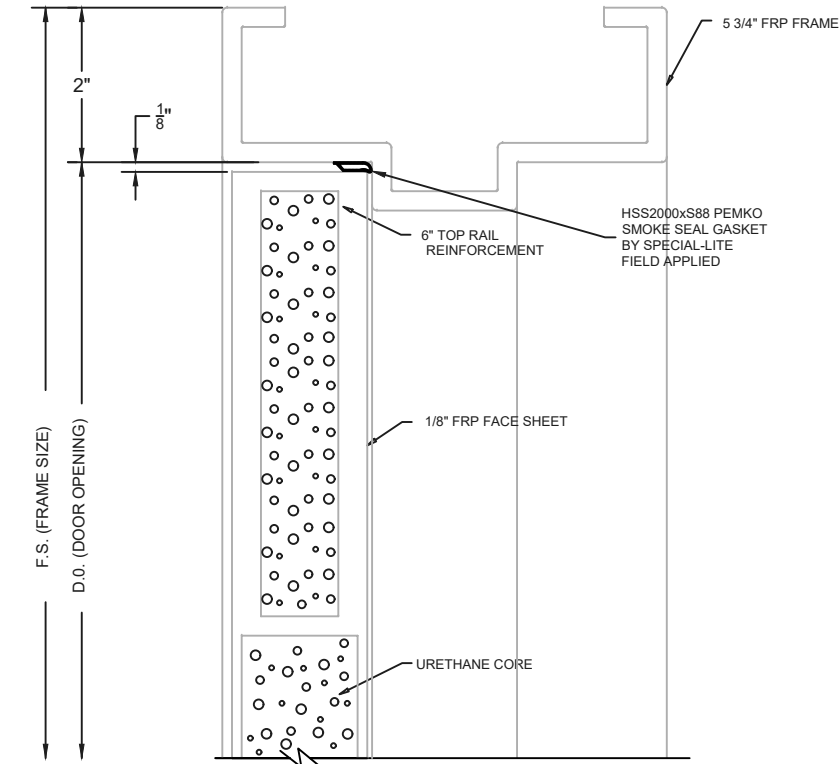 5 3/4" FRP FRAME
2"
1/8"
HSS2000xS88 PEMKO
SMOKE SEAL GASKET
BY SPECIAL-LITE
FIELD APPLIED
6" TOP RAIL
REINFORCEMENT
1/8" FRP FACE SHEET
F.S. (FRAME SIZE)
D.0. (DOOR OPENING)
URETHANE CORE